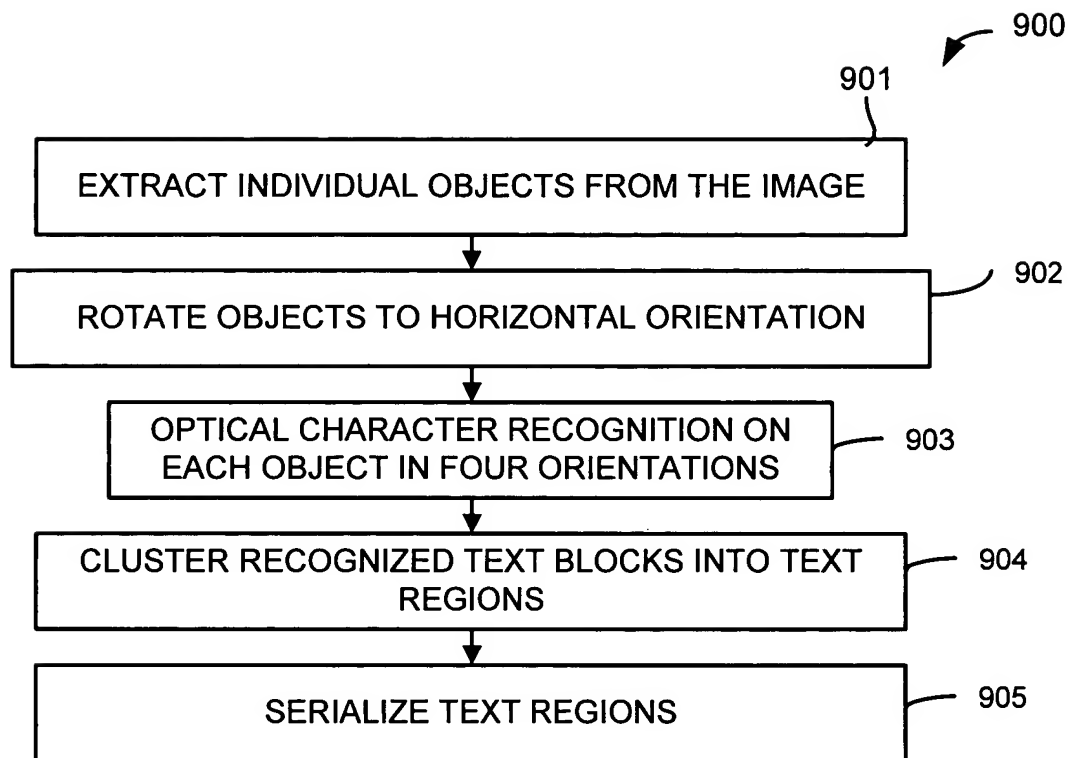 900
901
EXTRACT INDIVIDUAL OBJECTS FROM THE IMAGE
902
ROTATE OBJECTS TO HORIZONTAL ORIENTATION
OPTICAL CHARACTER RECOGNITION ON
EACH OBJECT IN FOUR ORIENTATIONS
903
CLUSTER RECOGNIZED TEXT BLOCKS INTO TEXT
REGIONS
904
SERIALIZE TEXT REGIONS
905